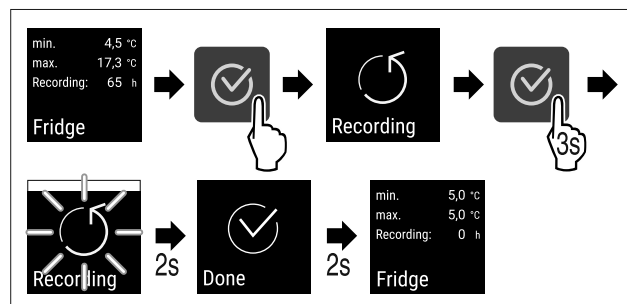 min. 4,5 °C
max. 17,3 °C
Recording: 65 h
Fridge
Recording
3s
Recording
2s
Done
2s
min. 5,0 °C
max. 5,0 °C
Recording: 0 h
Fridge